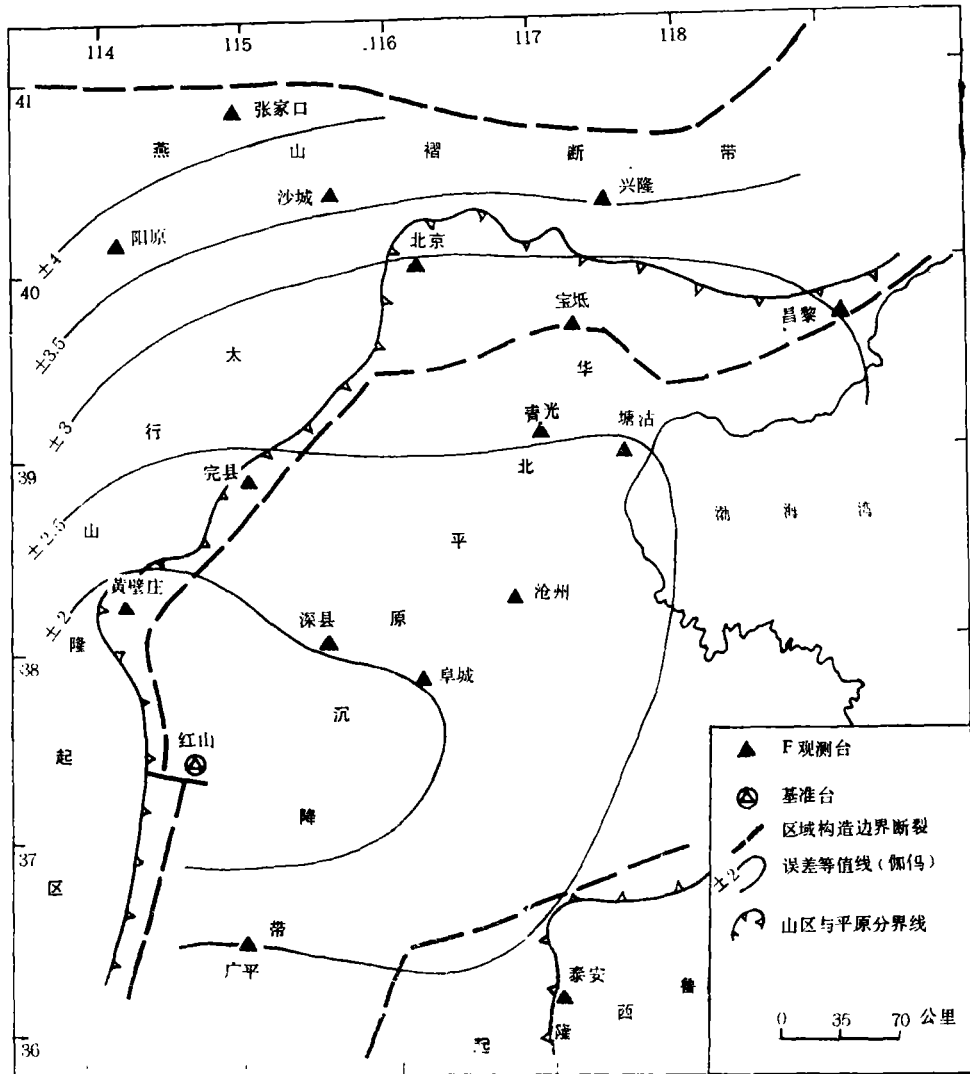 114 115 116 117 118
41
张家口
燕 山 褶 断 带
沙城
兴隆
阳原
北京
±4
40
宝坻
昌黎
±3.5
太
华
±3
青光
塘沽
行
39
北
完县
±2.5
山
渤 海 湾
平
沧州
黄壁庄
±2
深县
原
隆
38
阜城
沉
红山
起
降
37
区
带
广平
泰安
鲁
西
隆
起
36
F观测台
基准台
区域构造边界断裂
±2 误差等值线(伽傌)
山区与平原分界线
0 35 70 公里